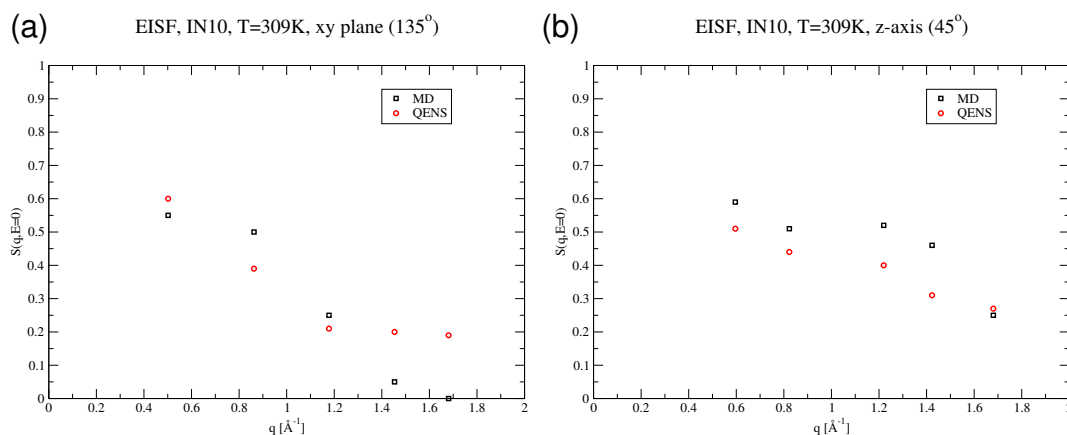 (a)
EISF, IN10, T=309K, xy plane (135°)
1
0.9
0.8
0.7
0.6
0.5
0.4
0.3
0.2
0.1
0
S(q,E=0)
MD
QENS
0 0.2 0.4 0.6 0.8 1 1.2 1.4 1.6 1.8 2
q [Å⁻¹]
(b)
EISF, IN10, T=309K, z-axis (45°)
1
0.9
0.8
0.7
0.6
0.5
0.4
0.3
0.2
0.1
0
S(q,E=0)
MD
QENS
0 0.2 0.4 0.6 0.8 1 1.2 1.4 1.6 1.8 2
q [Å⁻¹]